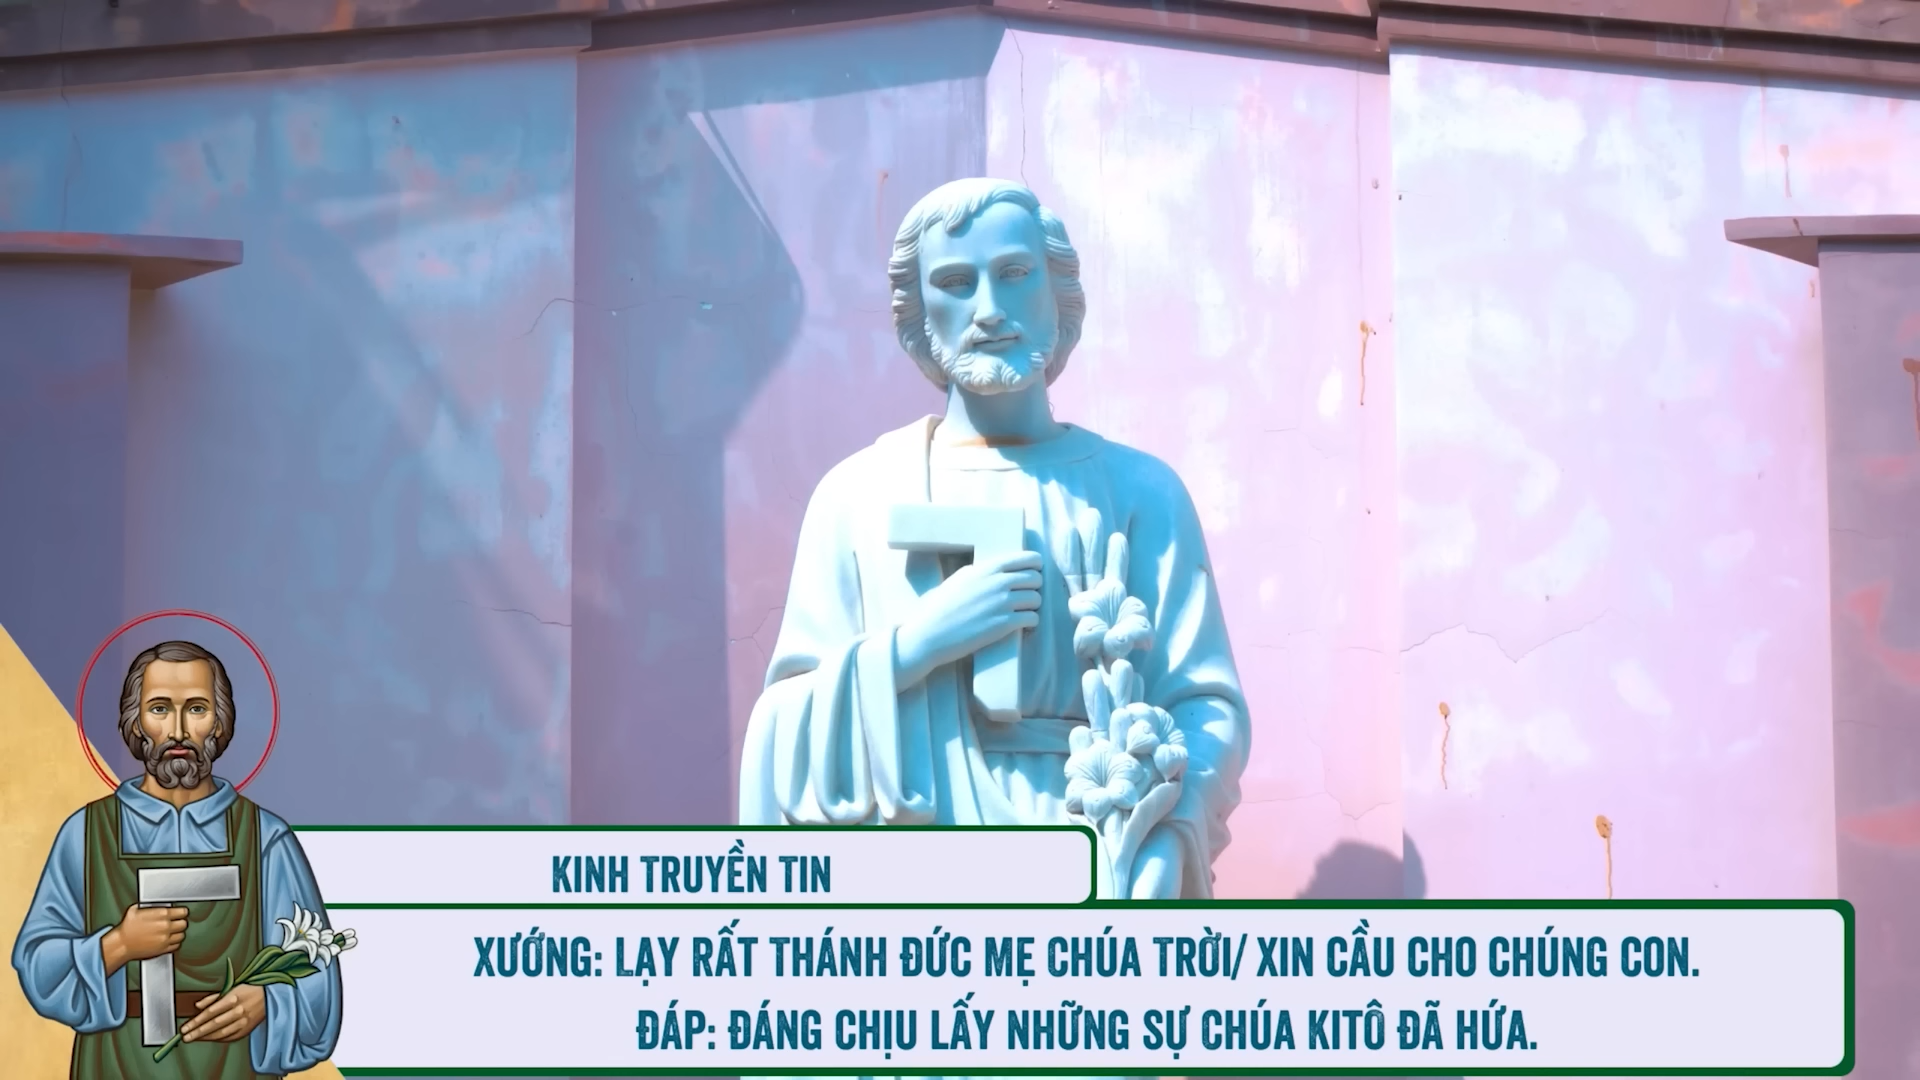 KINH TRUYỀN TIN
XƯỚNG: LẠY RẤT THÁNH ĐỨC MẸ CHÚA TRỜI/ XIN CẦU CHO CHÚNG CON.
ĐÁP: ĐÁNG CHỊU LẤY NHỮNG SỰ CHÚA KITÔ ĐÃ HỨA.